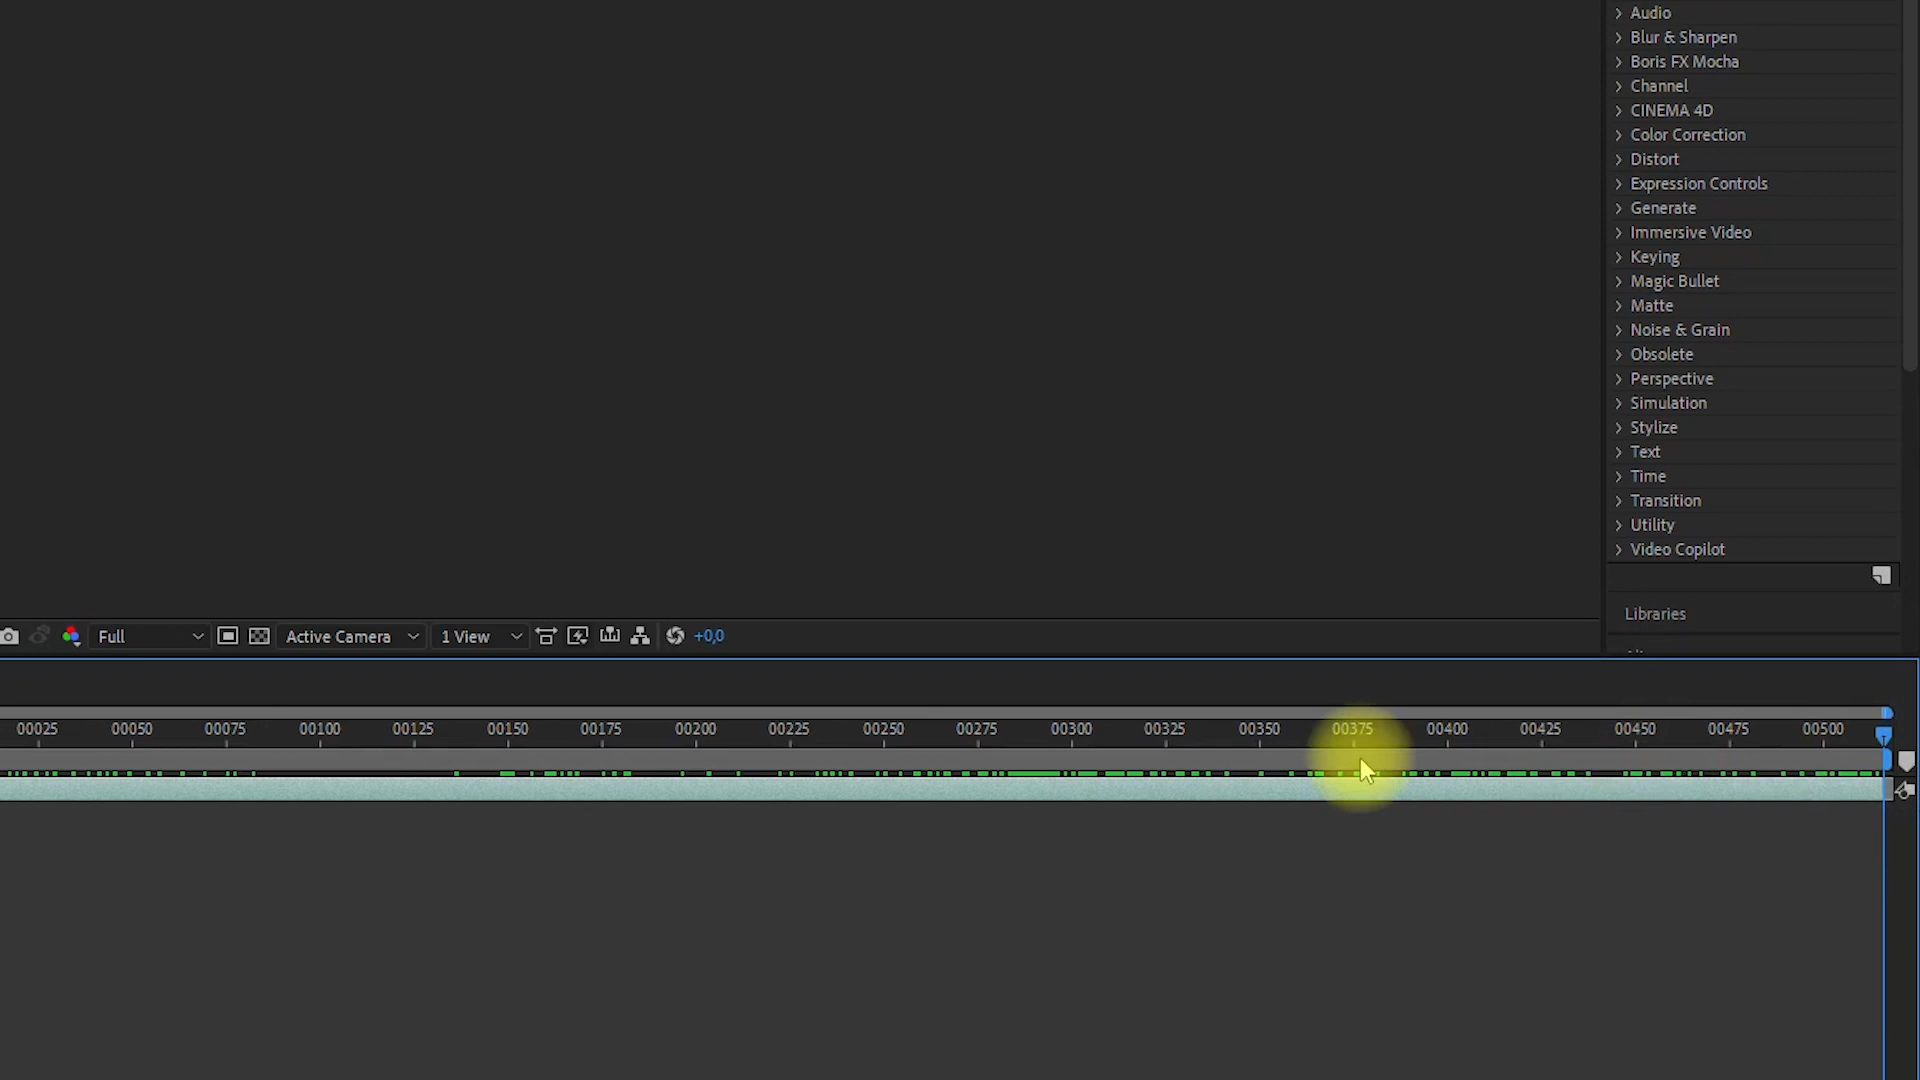 Audio
Blur & Sharpen
Boris FX Mocha
Channel
CINEMA 4D
Color Correction
Distort
Expression Controls
Generate
Immersive Video
Keying
Magic Bullet
Matte
Noise & Grain
Obsolete
Perspective
Simulation
Stylize
Text
Time
Transition
Utility
Video Copilot
Libraries
Full Active Camera 1 View +0,0
00025 00050 00075 00100 00125 00150 00175 00200 00225 00250 00275 00300 00325 00350 00375 00400 00425 00450 00475 00500